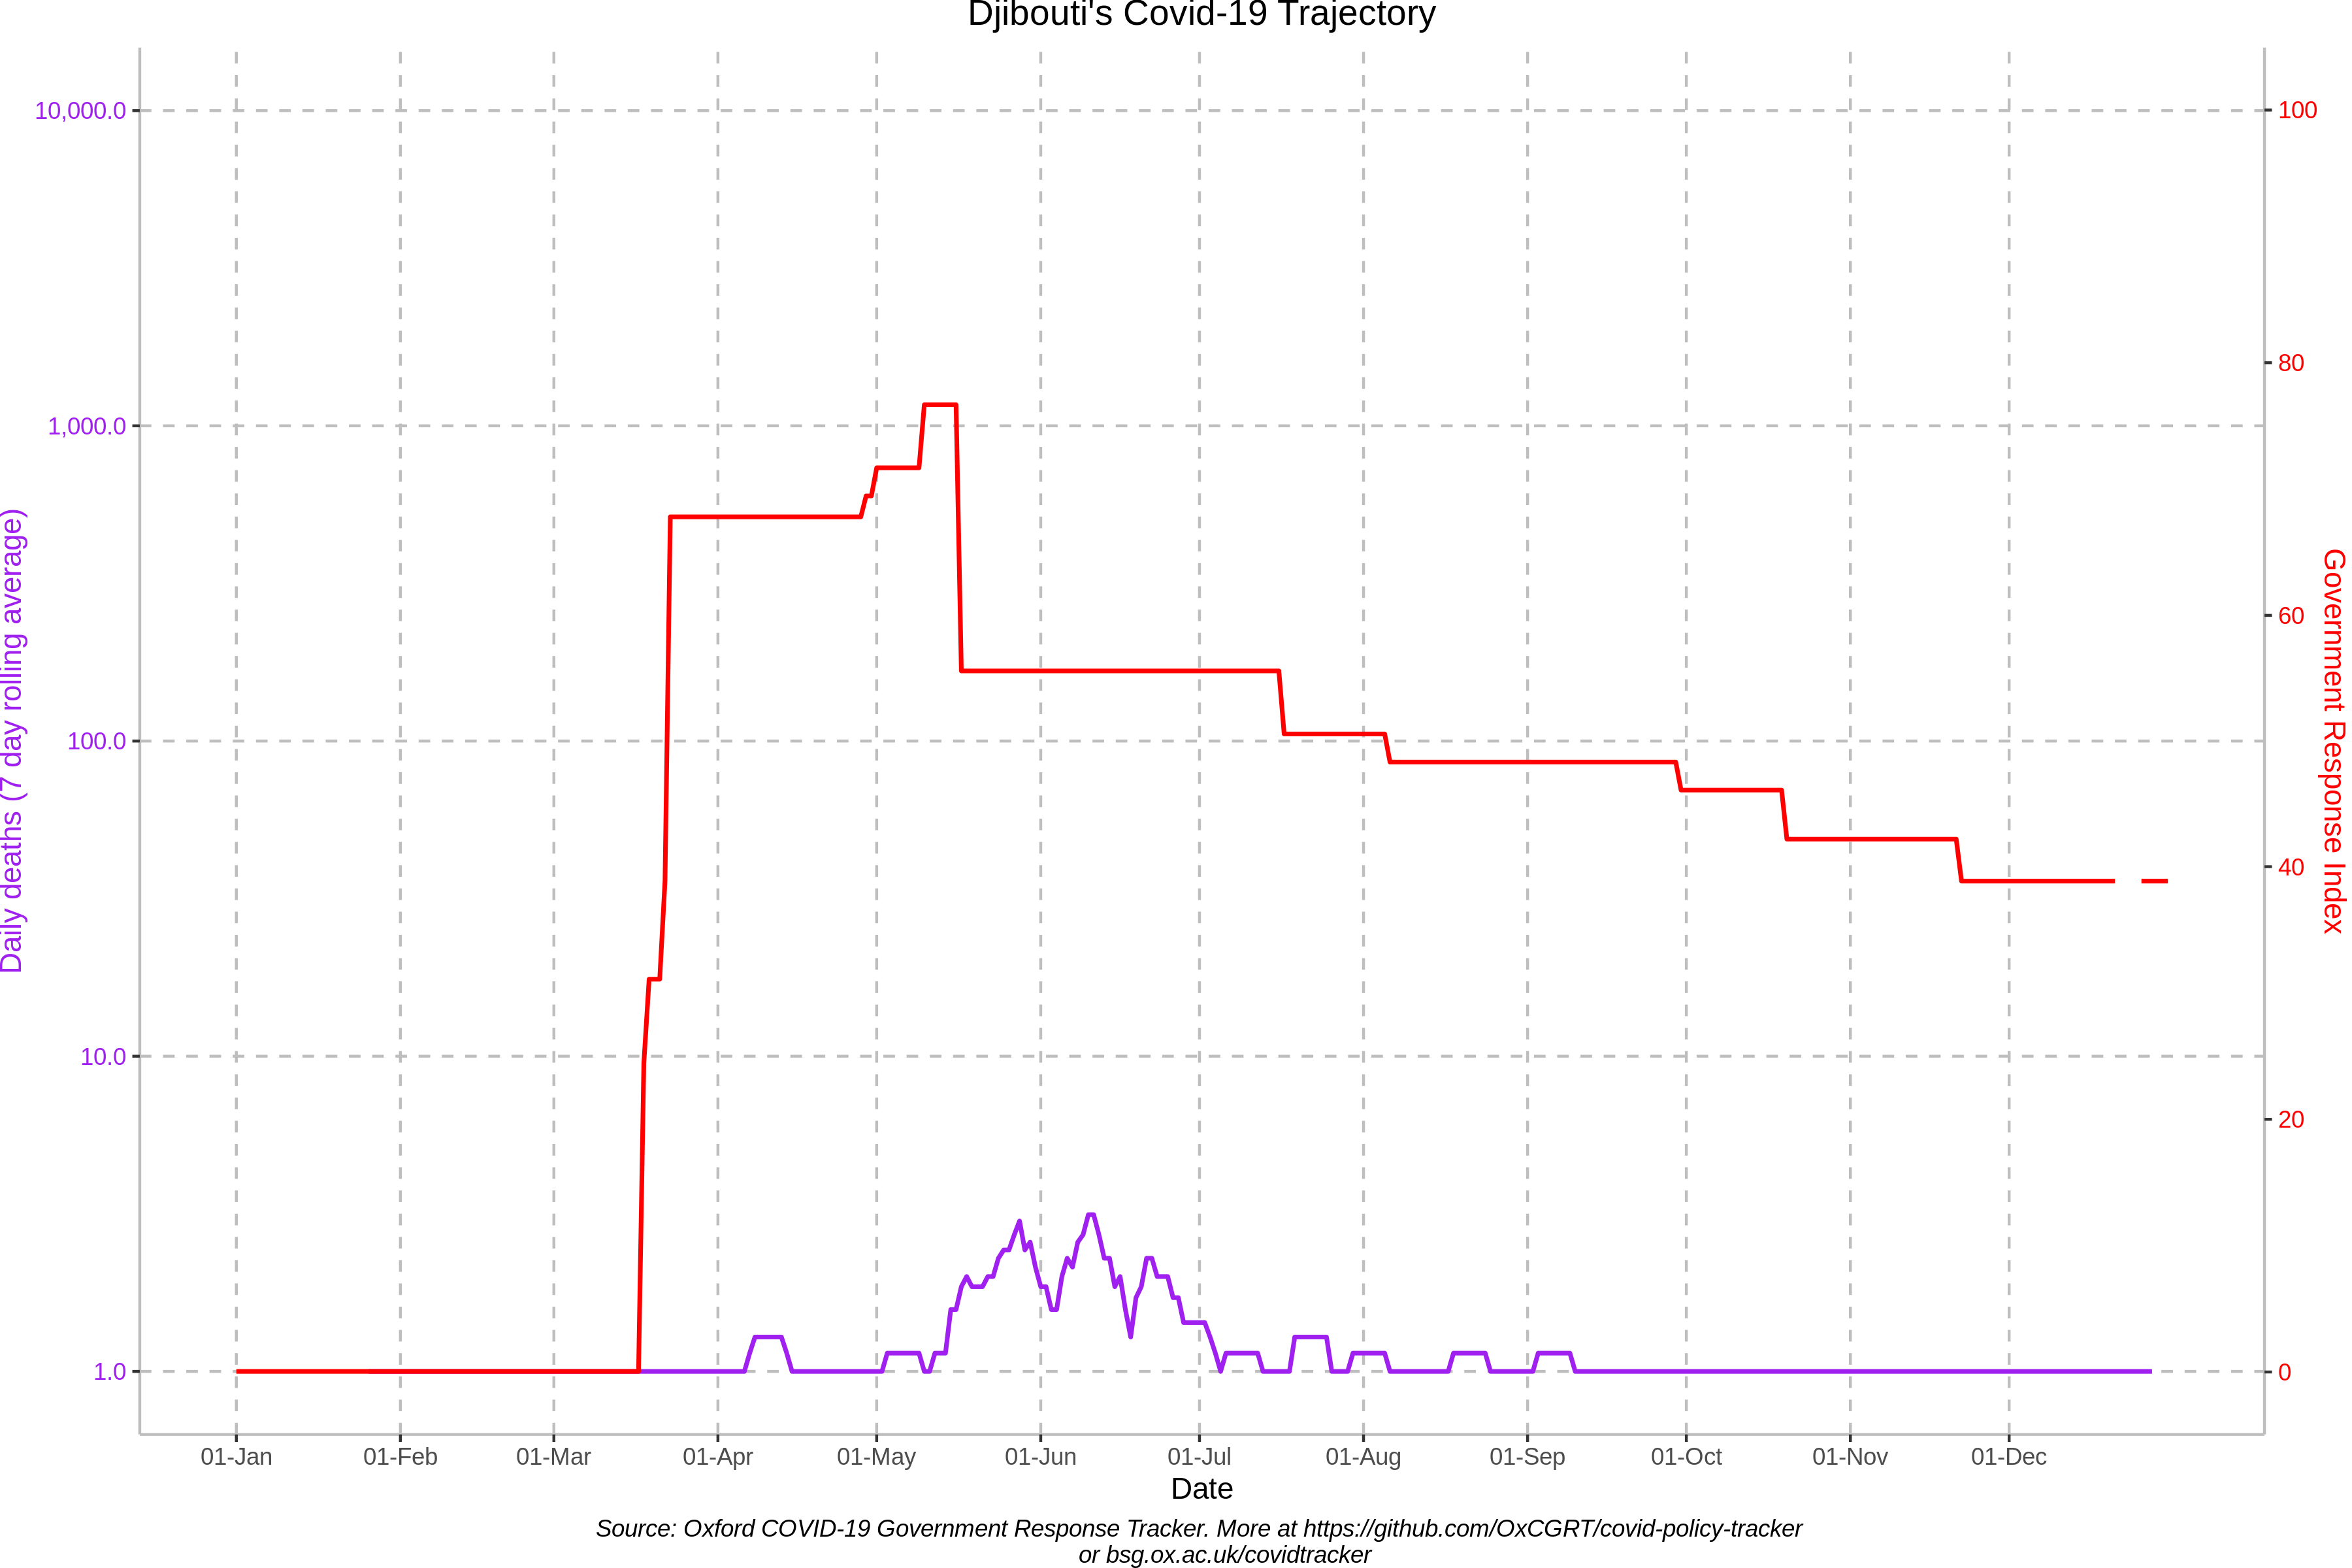 Djibouti's Covid-19 Trajectory
10,000.0
1,000.0
100.0
10.0
1.0
Daily deaths (7 day rolling average)
100
80
60
40
20
0
Government Response Index
01-Jan 01-Feb 01-Mar 01-Apr 01-May 01-Jun 01-Jul 01-Aug 01-Sep 01-Oct 01-Nov 01-Dec
Date
Source: Oxford COVID-19 Government Response Tracker. More at https://github.com/OxCGRT/covid-policy-tracker
or bsg.ox.ac.uk/covidtracker